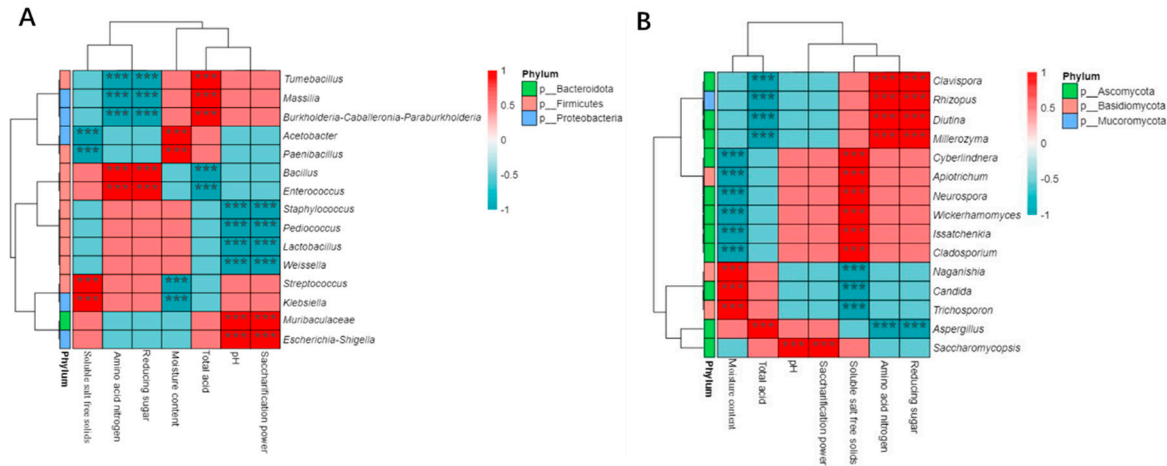 A
Tumebacillus
Massilia
Burkholderia-Caballeronia-Paraburkholderia
Acetobacter
Paenibacillus
Bacillus
Enterococcus
Staphylococcus
Pediococcus
Lactobacillus
Weissella
Streptococcus
Klebsiella
Muribaculaceae
Escherichia-Shigella
Phylum
Soluble salt free solids
Amino acid nitrogen
Reducing sugar
Moisture content
Total acid
pH
Saccharification power
1
0.5
0
-0.5
-1
Phylum
p__Bacteroidota
p__Firmicutes
p__Proteobacteria
B
Clavispora
Rhizopus
Diutina
Millerozyma
Cyberlindnera
Apiotrichum
Neurospora
Wickerhamomyces
Issatchenkia
Cladosporium
Naganishia
Candida
Trichosporon
Aspergillus
Saccharomycopsis
Phylum
Moisture content
Total acid
pH
Saccharification power
Soluble salt free solids
Amino acid nitrogen
Reducing sugar
1
0.5
0
-0.5
-1
Phylum
p__Ascomycota
p__Basidiomycota
p__Mucoromycota